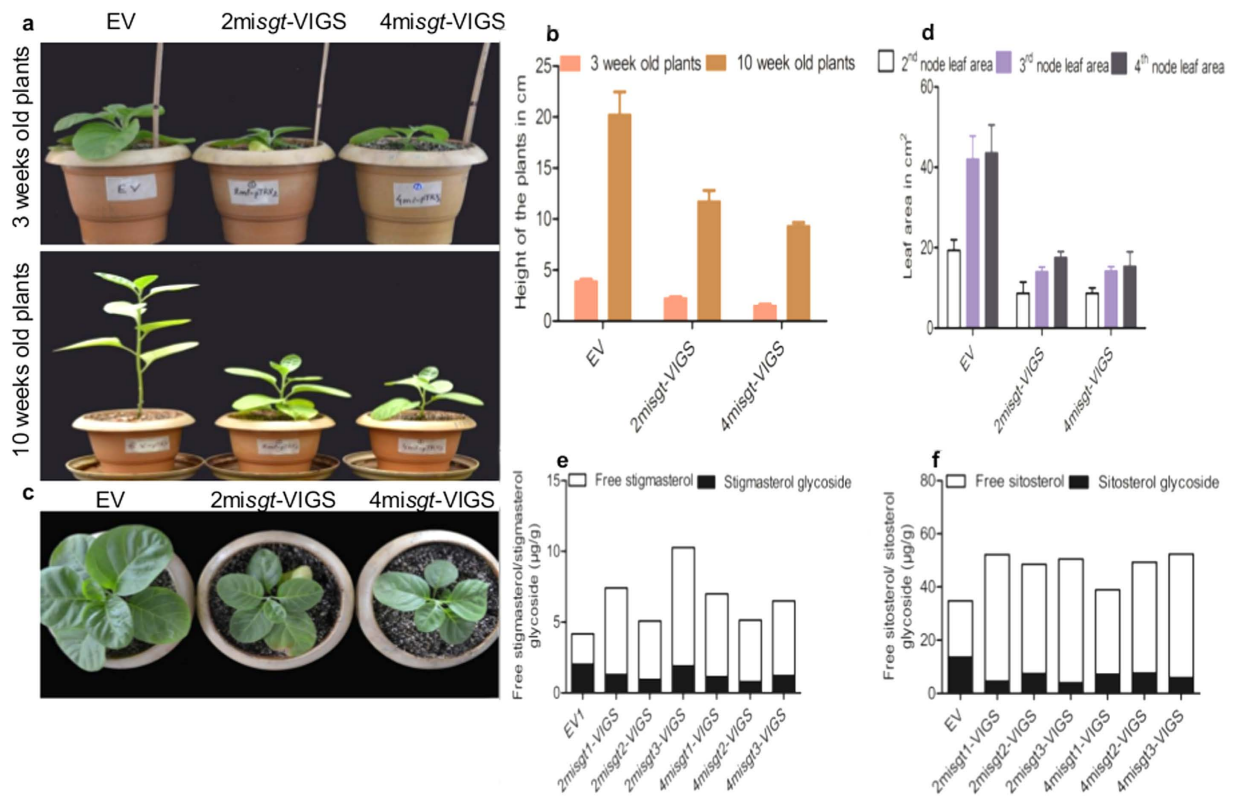 a
EV 2misgt-VIGS 4misgt-VIGS
3 weeks old plants
EV
10 weeks old plants
c
EV 2misgt-VIGS 4misgt-VIGS
b
3 week old plants 10 week old plants
Height of the plants in cm
25
20
15
10
5
0
EV
2misgt-VIGS
4misgt-VIGS
d
2nd node leaf area 3rd node leaf area 4th node leaf area
Leaf area in cm2
60
40
20
0
EV
2misgt-VIGS
4misgt-VIGS
e
Free stigmasterol Stigmasterol glycoside
Free stigmasterol/stigmasterol
glycoside (µg/g)
15
10
5
0
EV1
2misgt1-VIGS
2misgt2-VIGS
2misgt3-VIGS
4misgt1-VIGS
4misgt2-VIGS
4misgt3-VIGS
f
Free sitosterol Sitosterol glycoside
Free sitosterol/ sitosterol
glycoside (µg/g)
80
60
40
20
0
EV
2misgt1-VIGS
2misgt2-VIGS
2misgt3-VIGS
4misgt1-VIGS
4misgt2-VIGS
4misgt3-VIGS